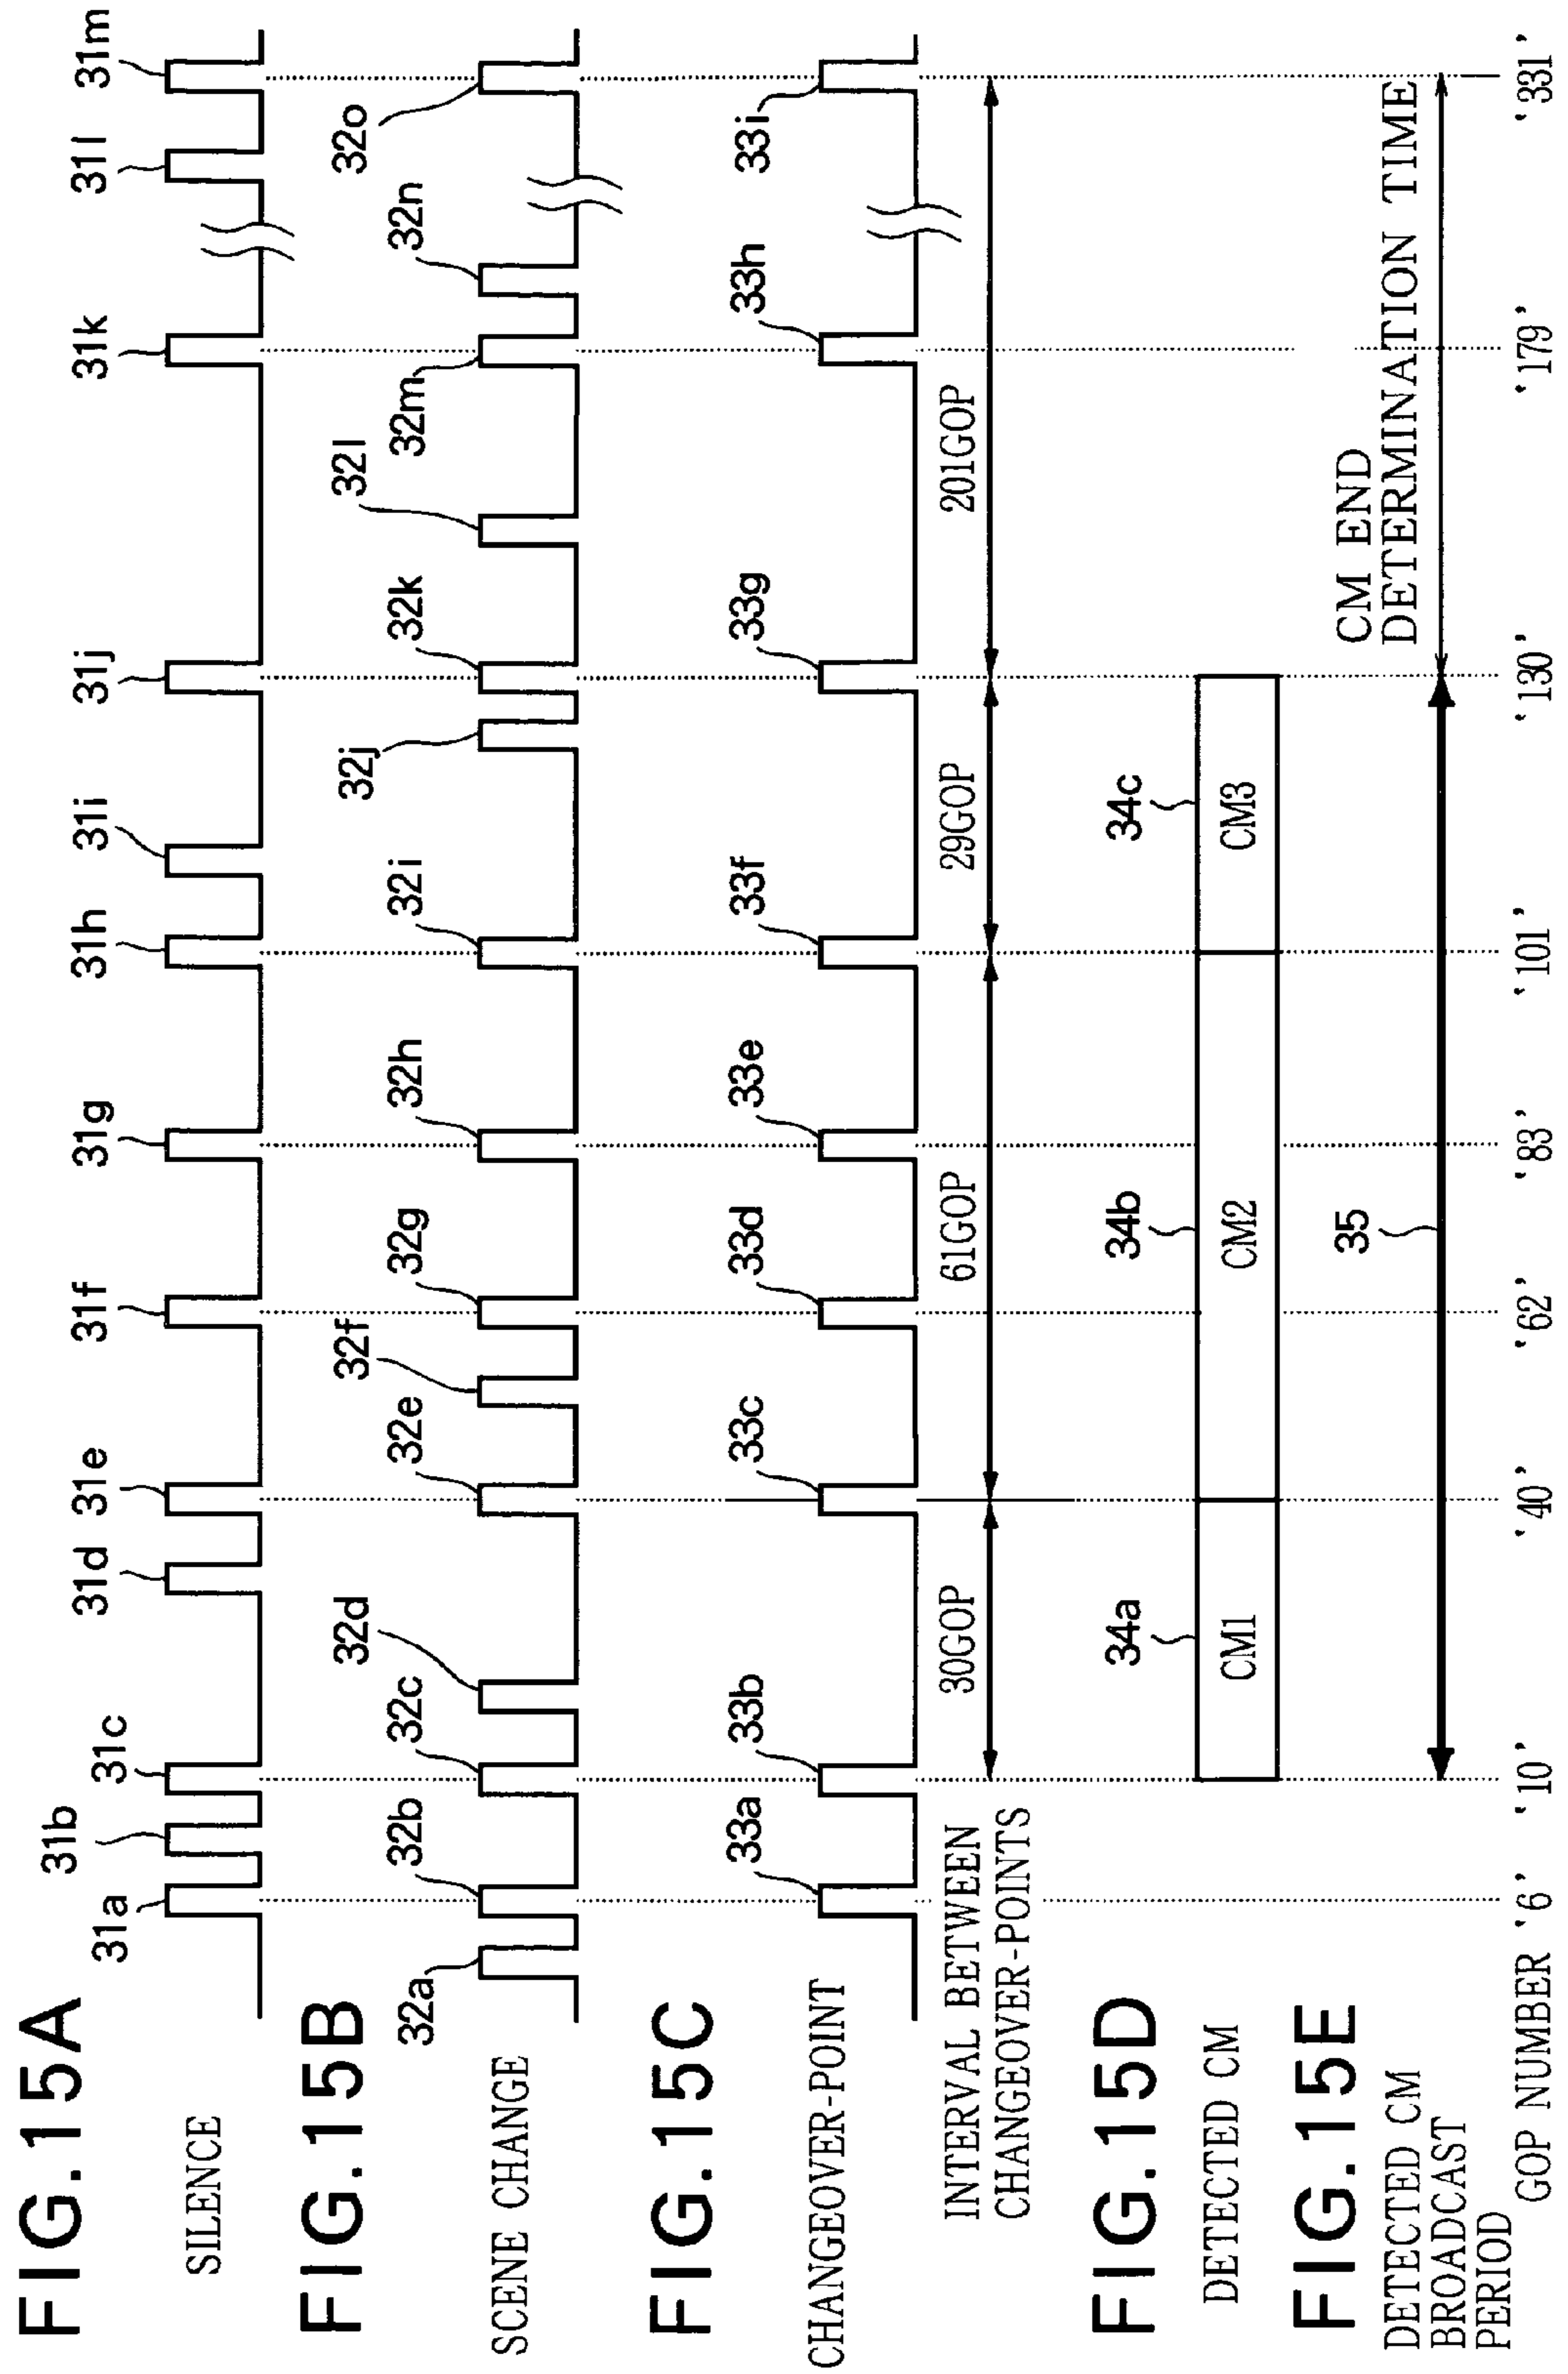 FIG.15A
SILENCE
31a
31b
31c
31d
31e
31f
31g
31h
31i
31j
31k
31l
31m
FIG.15B
SCENE CHANGE
32a
32b
32c
32d
32e
32f
32g
32h
32i
32j
32k
32l
32m
32n
32o
FIG.15C
CHANGEOVER-POINT
33a
33b
33c
33d
33e
33f
33g
33h
33i
INTERVAL BETWEEN
CHANGEOVER-POINTS
30GOP
61GOP
29GOP
201GOP
FIG.15D
DETECTED CM
34a
CM1
34b
CM2
34c
CM3
FIG.15E
DETECTED CM
BROADCAST
PERIOD
35
CM END
DETERMINATION TIME
GOP NUMBER '6' '10' '40' '62' '83' '101' '130' '179' '331'